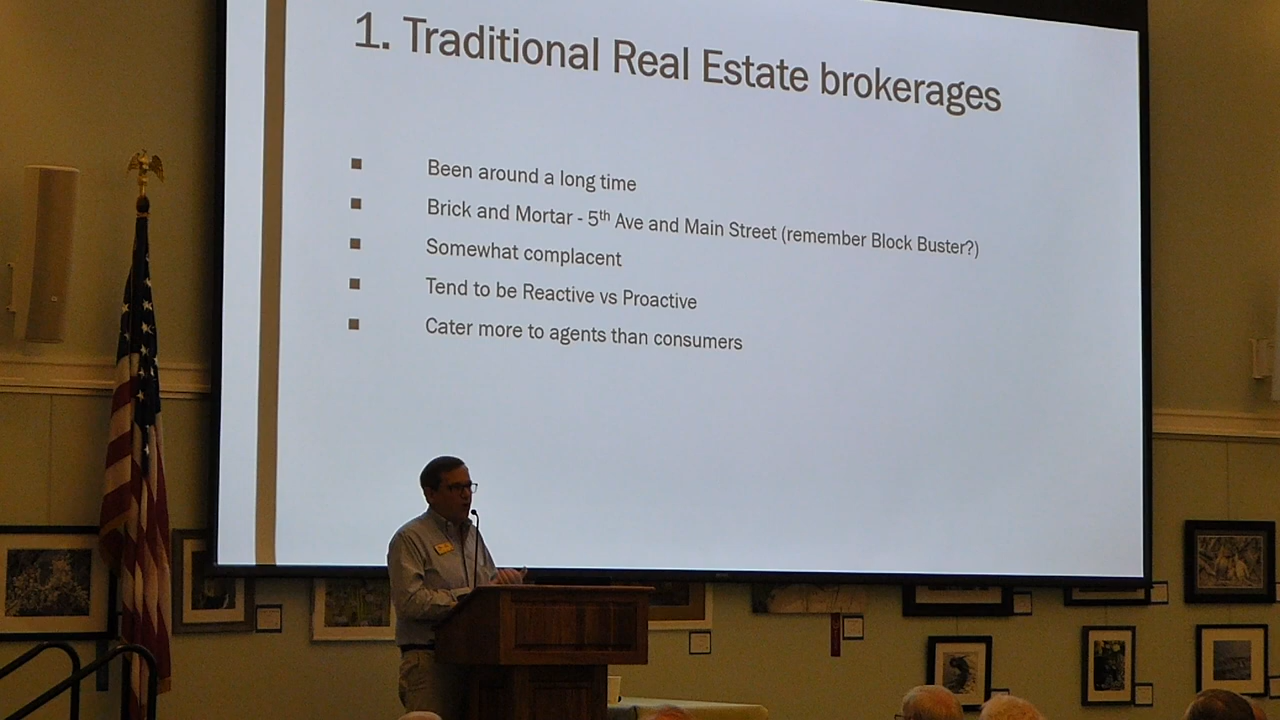 1. Traditional Real Estate brokerages
■ Been around a long time
■ Brick and Mortar - 5th Ave and Main Street (remember Block Buster?)
■ Somewhat complacent
■ Tend to be Reactive vs Proactive
■ Cater more to agents than consumers